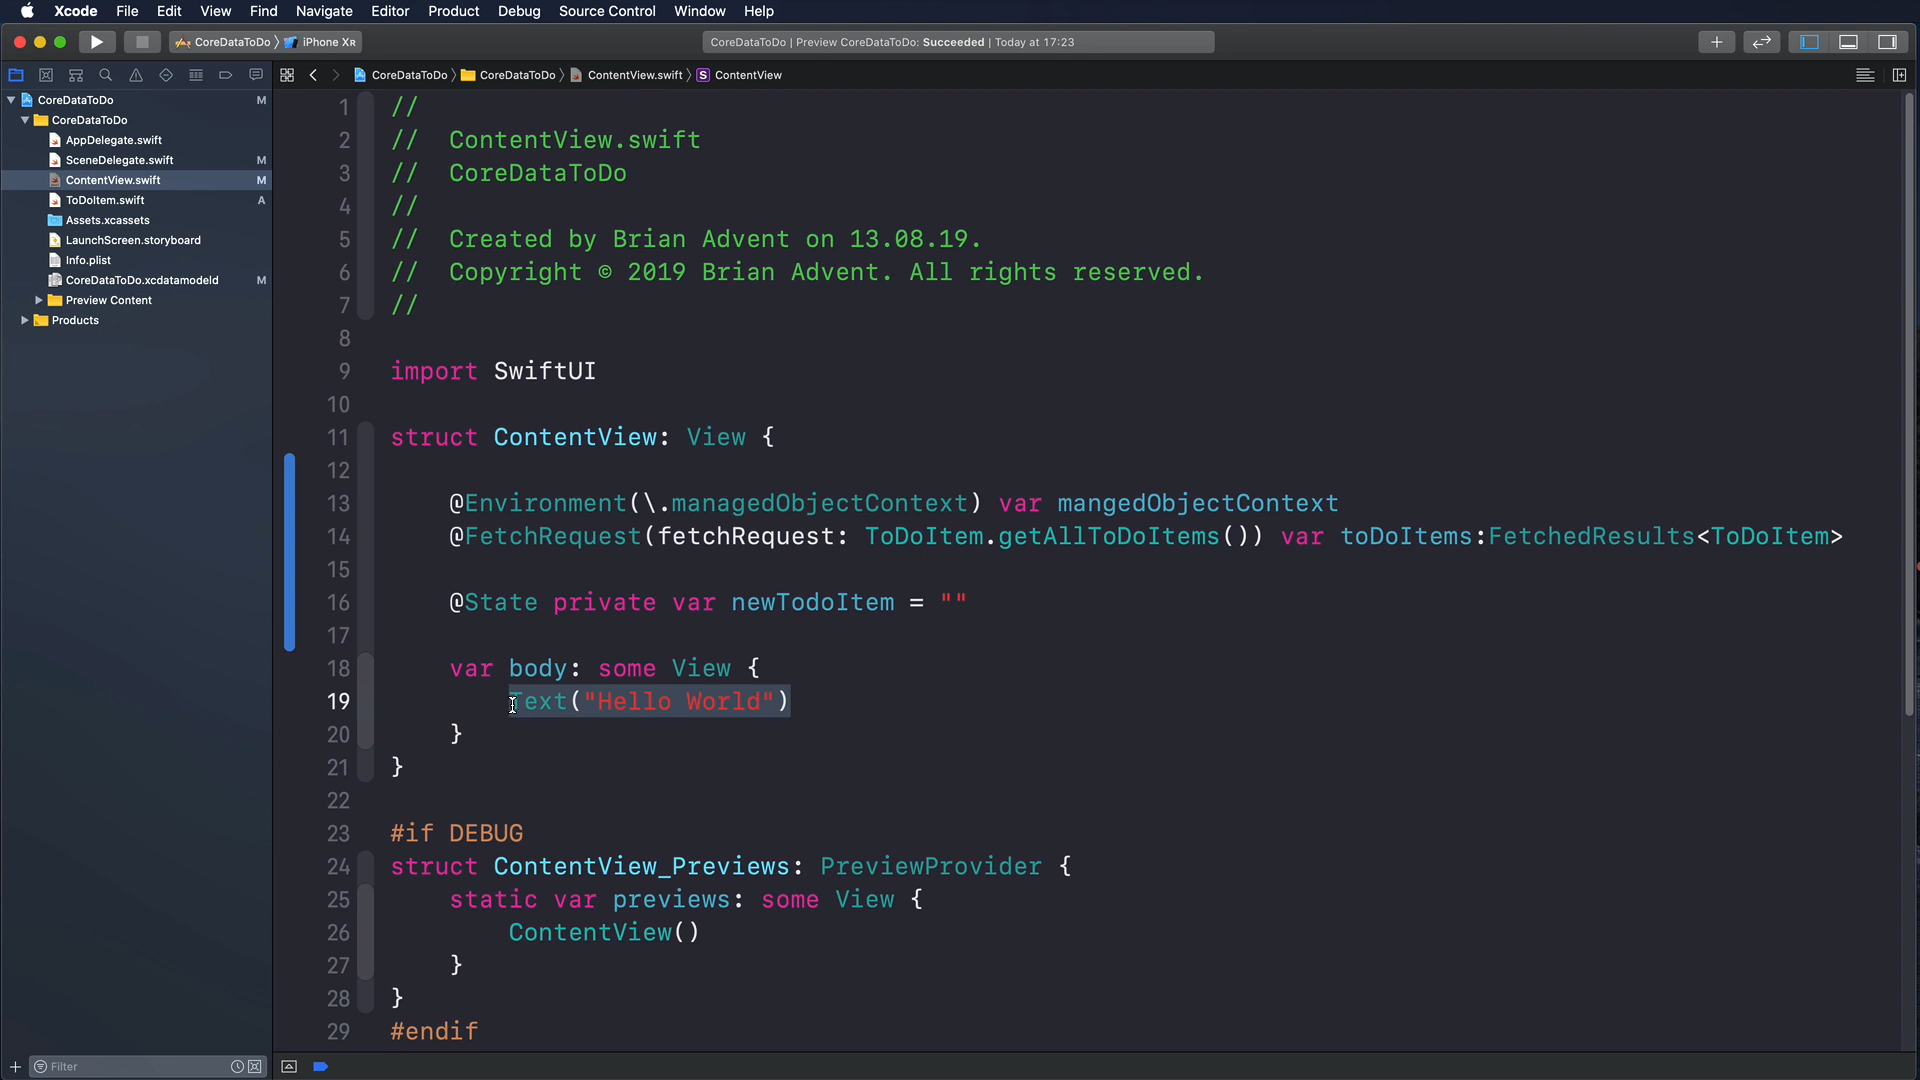 Xcode File Edit View Find Navigate Editor Product Debug Source Control Window Help
CoreDataToDo iPhone XR
CoreDataToDo | Preview CoreDataToDo: Succeeded | Today at 17:23
CoreDataToDo CoreDataToDo ContentView.swift S ContentView
CoreDataToDo M
CoreDataToDo
AppDelegate.swift
SceneDelegate.swift M
ContentView.swift M
ToDoItem.swift A
Assets.xcassets
LaunchScreen.storyboard
Info.plist
CoreDataToDo.xcdatamodeld M
Preview Content
Products
1 //
2 // ContentView.swift
3 // CoreDataToDo
4 //
5 // Created by Brian Advent on 13.08.19.
6 // Copyright © 2019 Brian Advent. All rights reserved.
7 //
8
9 import SwiftUI
10
11 struct ContentView: View {
12
13 @Environment(\.managedObjectContext) var mangedObjectContext
14 @FetchRequest(fetchRequest: ToDoItem.getAllToDoItems()) var toDoItems:FetchedResults<ToDoItem>
15
16 @State private var newTodoItem = ""
17
18 var body: some View {
19 Text("Hello World")
20 }
21 }
22
23 #if DEBUG
24 struct ContentView_Previews: PreviewProvider {
25 static var previews: some View {
26 ContentView()
27 }
28 }
29 #endif
Filter